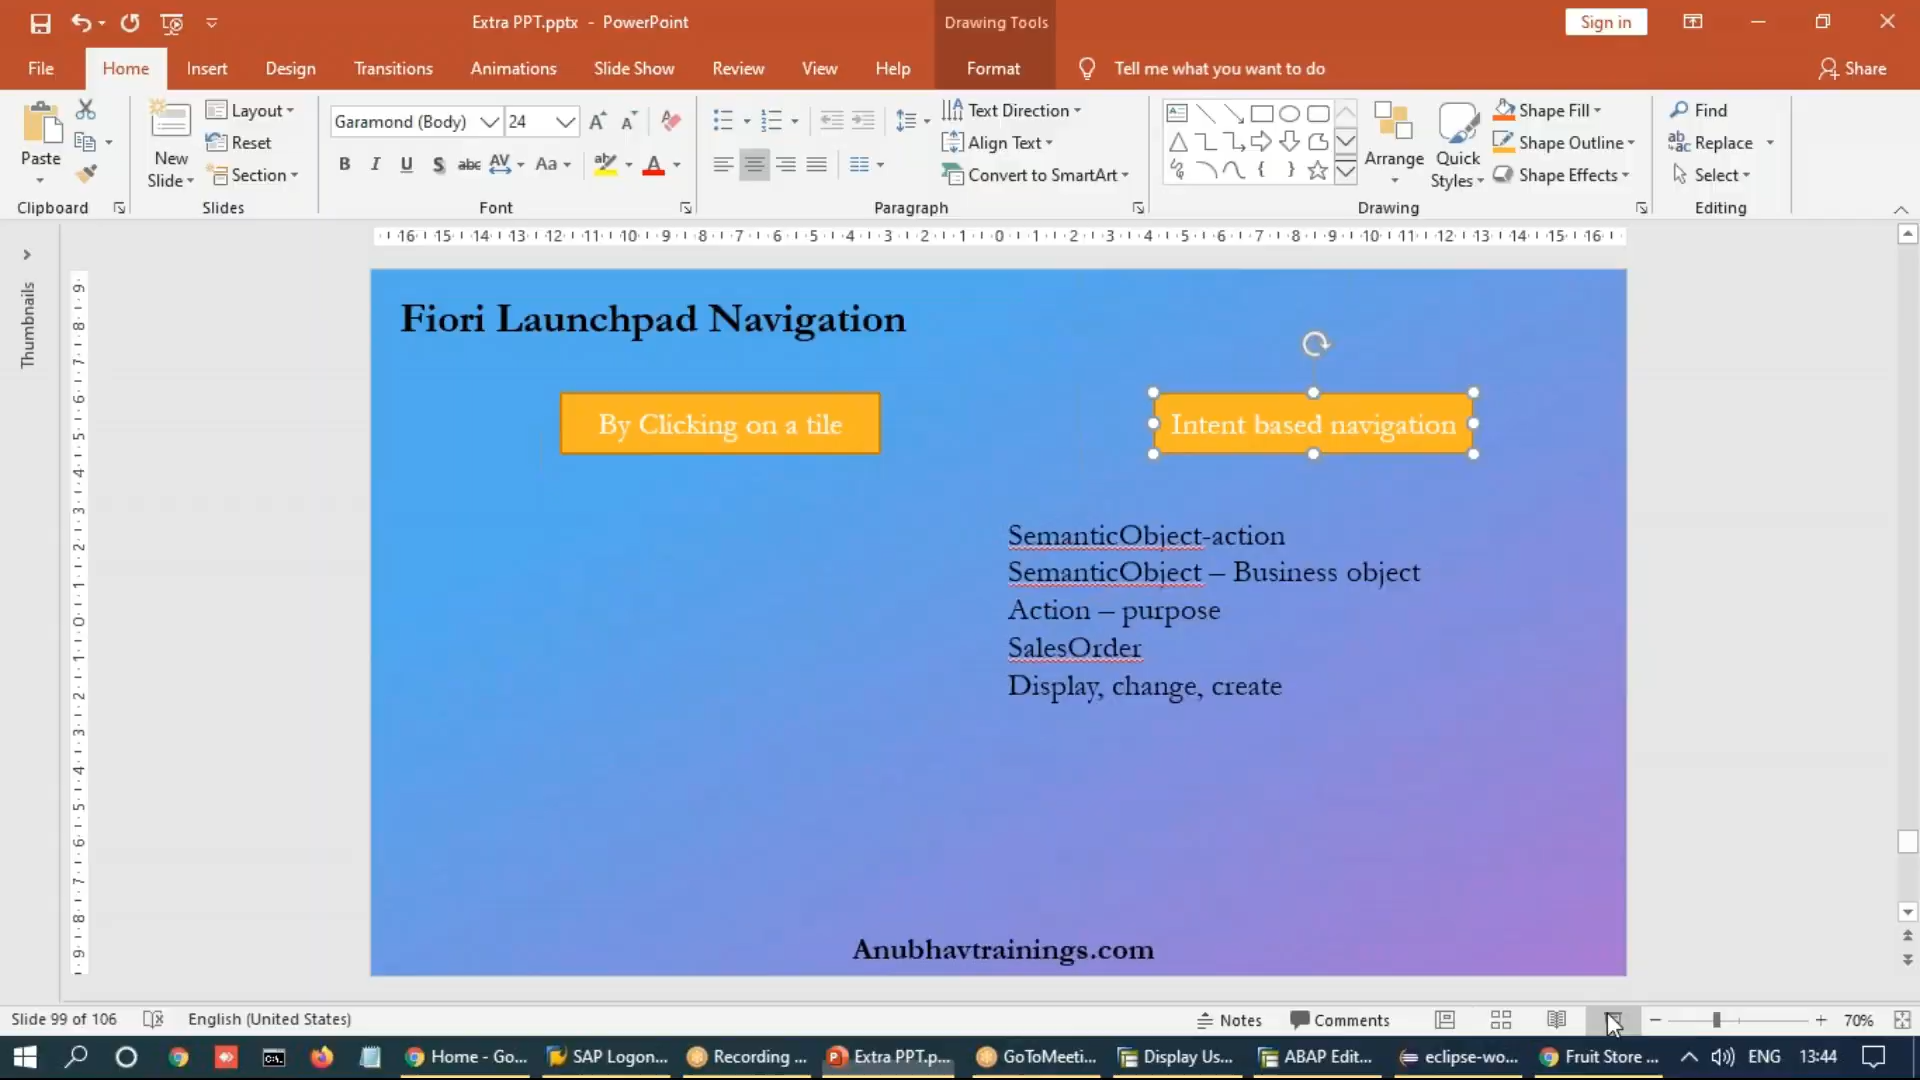 Extra PPT.pptx - PowerPoint
Drawing Tools
Sign in
File
Home
Insert
Design
Transitions
Animations
Slide Show
Review
View
Help
Format
Tell me what you want to do
Share
Paste
New
Slide
Layout
Reset
Section
Garamond (Body)
24
Text Direction
Align Text
Convert to SmartArt
Arrange
Quick
Styles
Shape Fill
Shape Outline
Shape Effects
Find
Replace
Select
Clipboard
Slides
Font
Paragraph
Drawing
Editing
Thumbnails
Fiori Launchpad Navigation
By Clicking on a tile
Intent based navigation
SemanticObject-action
SemanticObject – Business object
Action – purpose
SalesOrder
Display, change, create
Anubhavtrainings.com
Slide 99 of 106
English (United States)
Notes
Comments
70%
Home - Go...
SAP Logon...
Recording ...
Extra PPT.p...
GoToMeeti...
Display Us...
ABAP Edit...
eclipse-wo...
Fruit Store ...
ENG
13:44